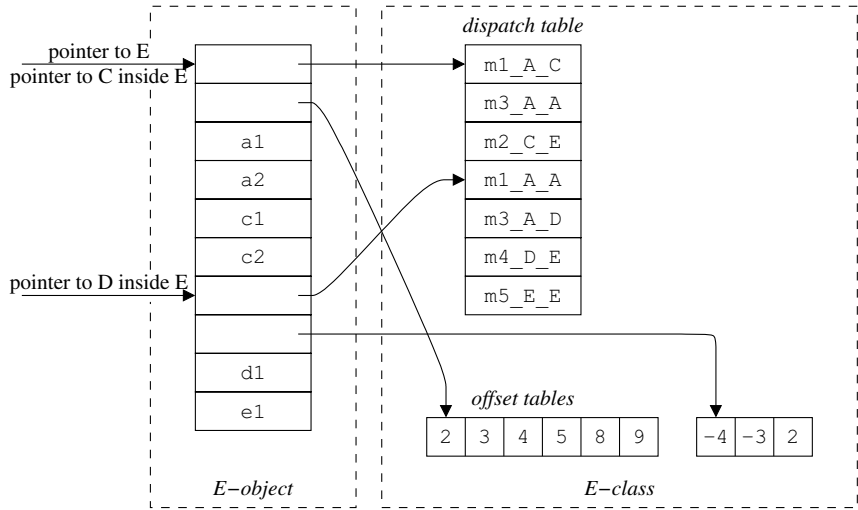 dispatch table
pointer to E
pointer to C inside E
m1_A_C
m3_A_A
a1
m2_C_E
a2
m1_A_A
c1
m3_A_D
c2
m4_D_E
pointer to D inside E
m5_E_E
d1
e1
offset tables
2 3 4 5 8 9
−4 −3 2
E−object
E−class